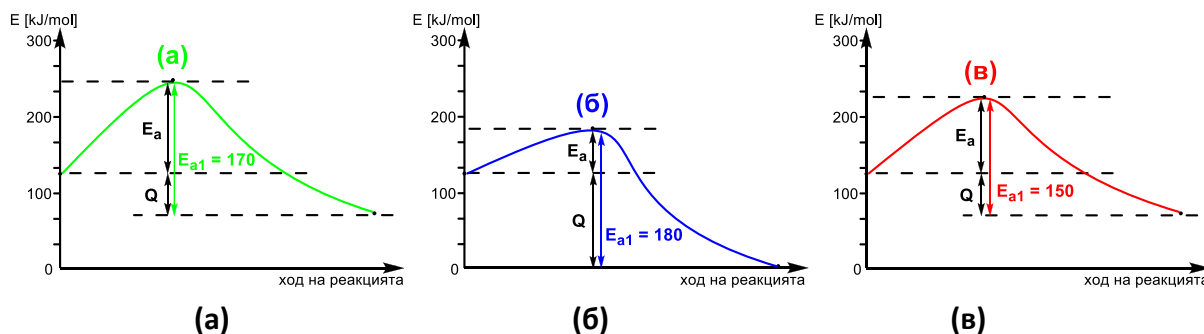 E [kJ/mol]
300
200
100
0
(а)
Ea
Ea1 = 170
Q
ход на реакцията
(а)
E [kJ/mol]
300
200
100
0
(б)
Ea
Q
Ea1 = 180
ход на реакцията
(б)
E [kJ/mol]
300
200
100
0
(в)
Ea
Q
Ea1 = 150
ход на реакцията
(в)